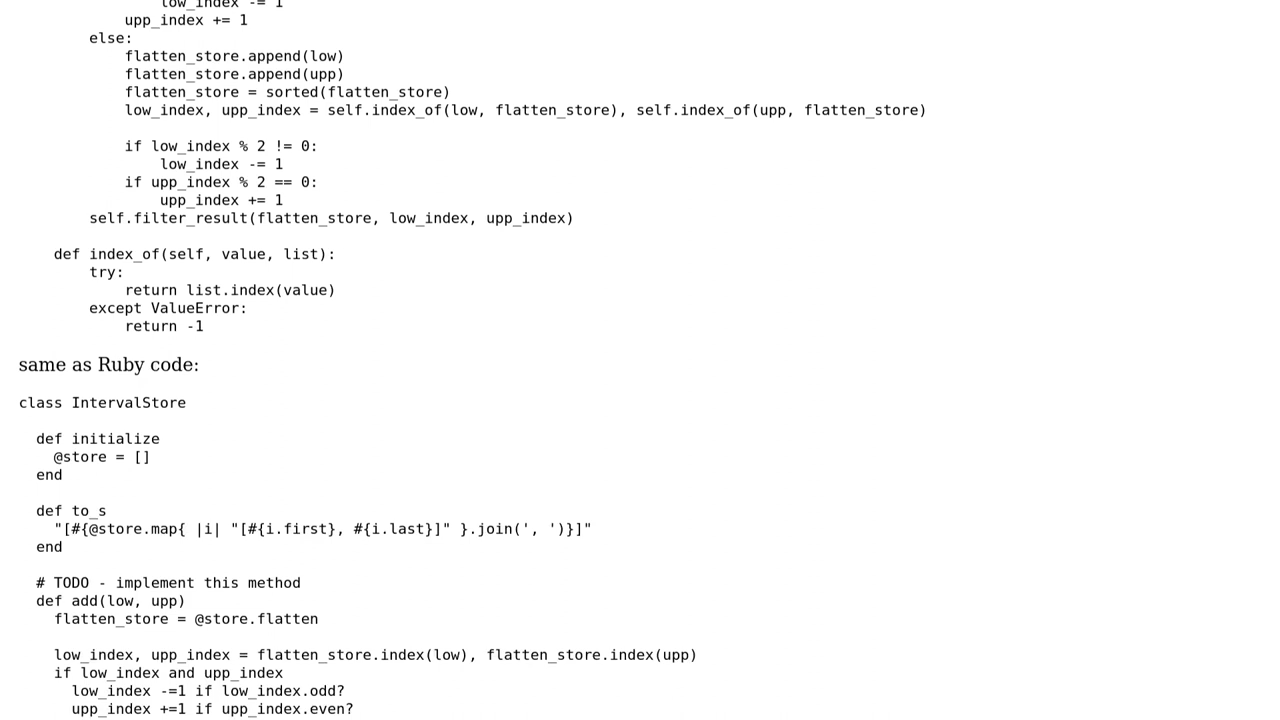 low_index -= 1
upp_index += 1
else:
flatten_store.append(low)
flatten_store.append(upp)
flatten_store = sorted(flatten_store)
low_index, upp_index = self.index_of(low, flatten_store), self.index_of(upp, flatten_store)
if low_index % 2 != 0:
low_index -= 1
if upp_index % 2 == 0:
upp_index += 1
self.filter_result(flatten_store, low_index, upp_index)
def index_of(self, value, list):
try:
return list.index(value)
except ValueError:
return -1
same as Ruby code:
class IntervalStore
def initialize
@store = []
end
def to_s
"[#{@store.map{ |i| "[#{i.first}, #{i.last}]" }.join(', ')}]"
end
# TODO - implement this method
def add(low, upp)
flatten_store = @store.flatten
low_index, upp_index = flatten_store.index(low), flatten_store.index(upp)
if low_index and upp_index
low_index -=1 if low_index.odd?
upp_index +=1 if upp_index.even?